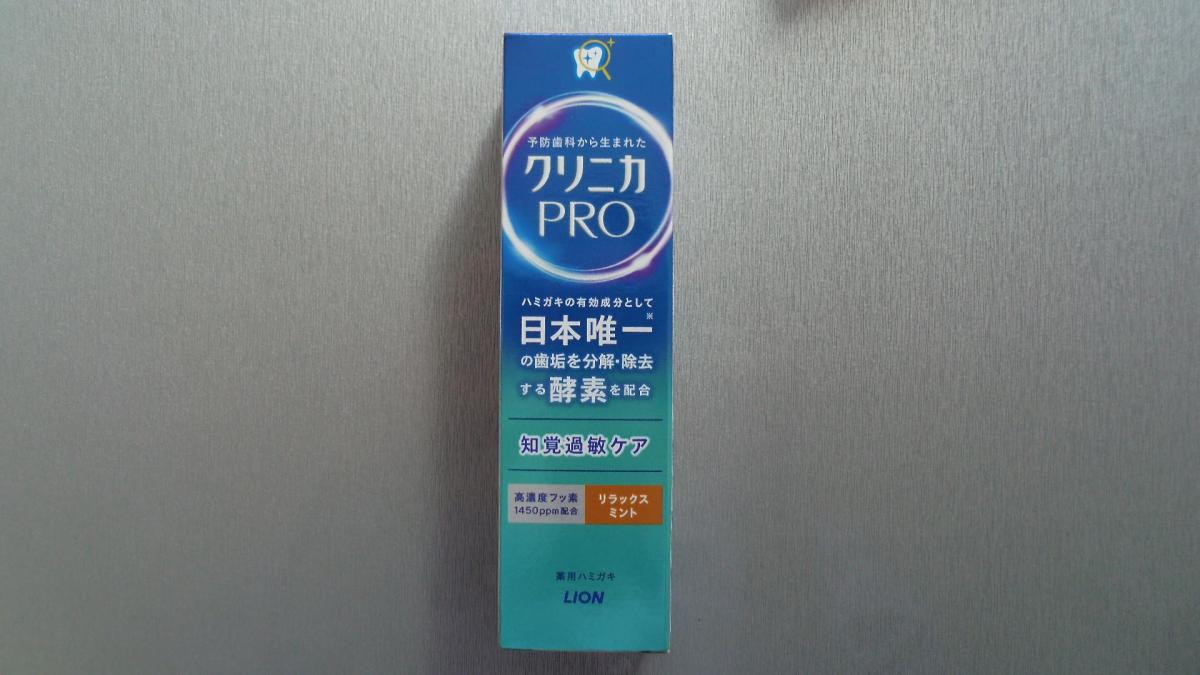 予防歯科から生まれた
クリニカ
PRO
ハミガキの有効成分として
日本唯一※
の歯垢を分解・除去
する酵素を配合
知覚過敏ケア
高濃度フッ素
1450ppm配合
リラックス
ミント
薬用ハミガキ
LION